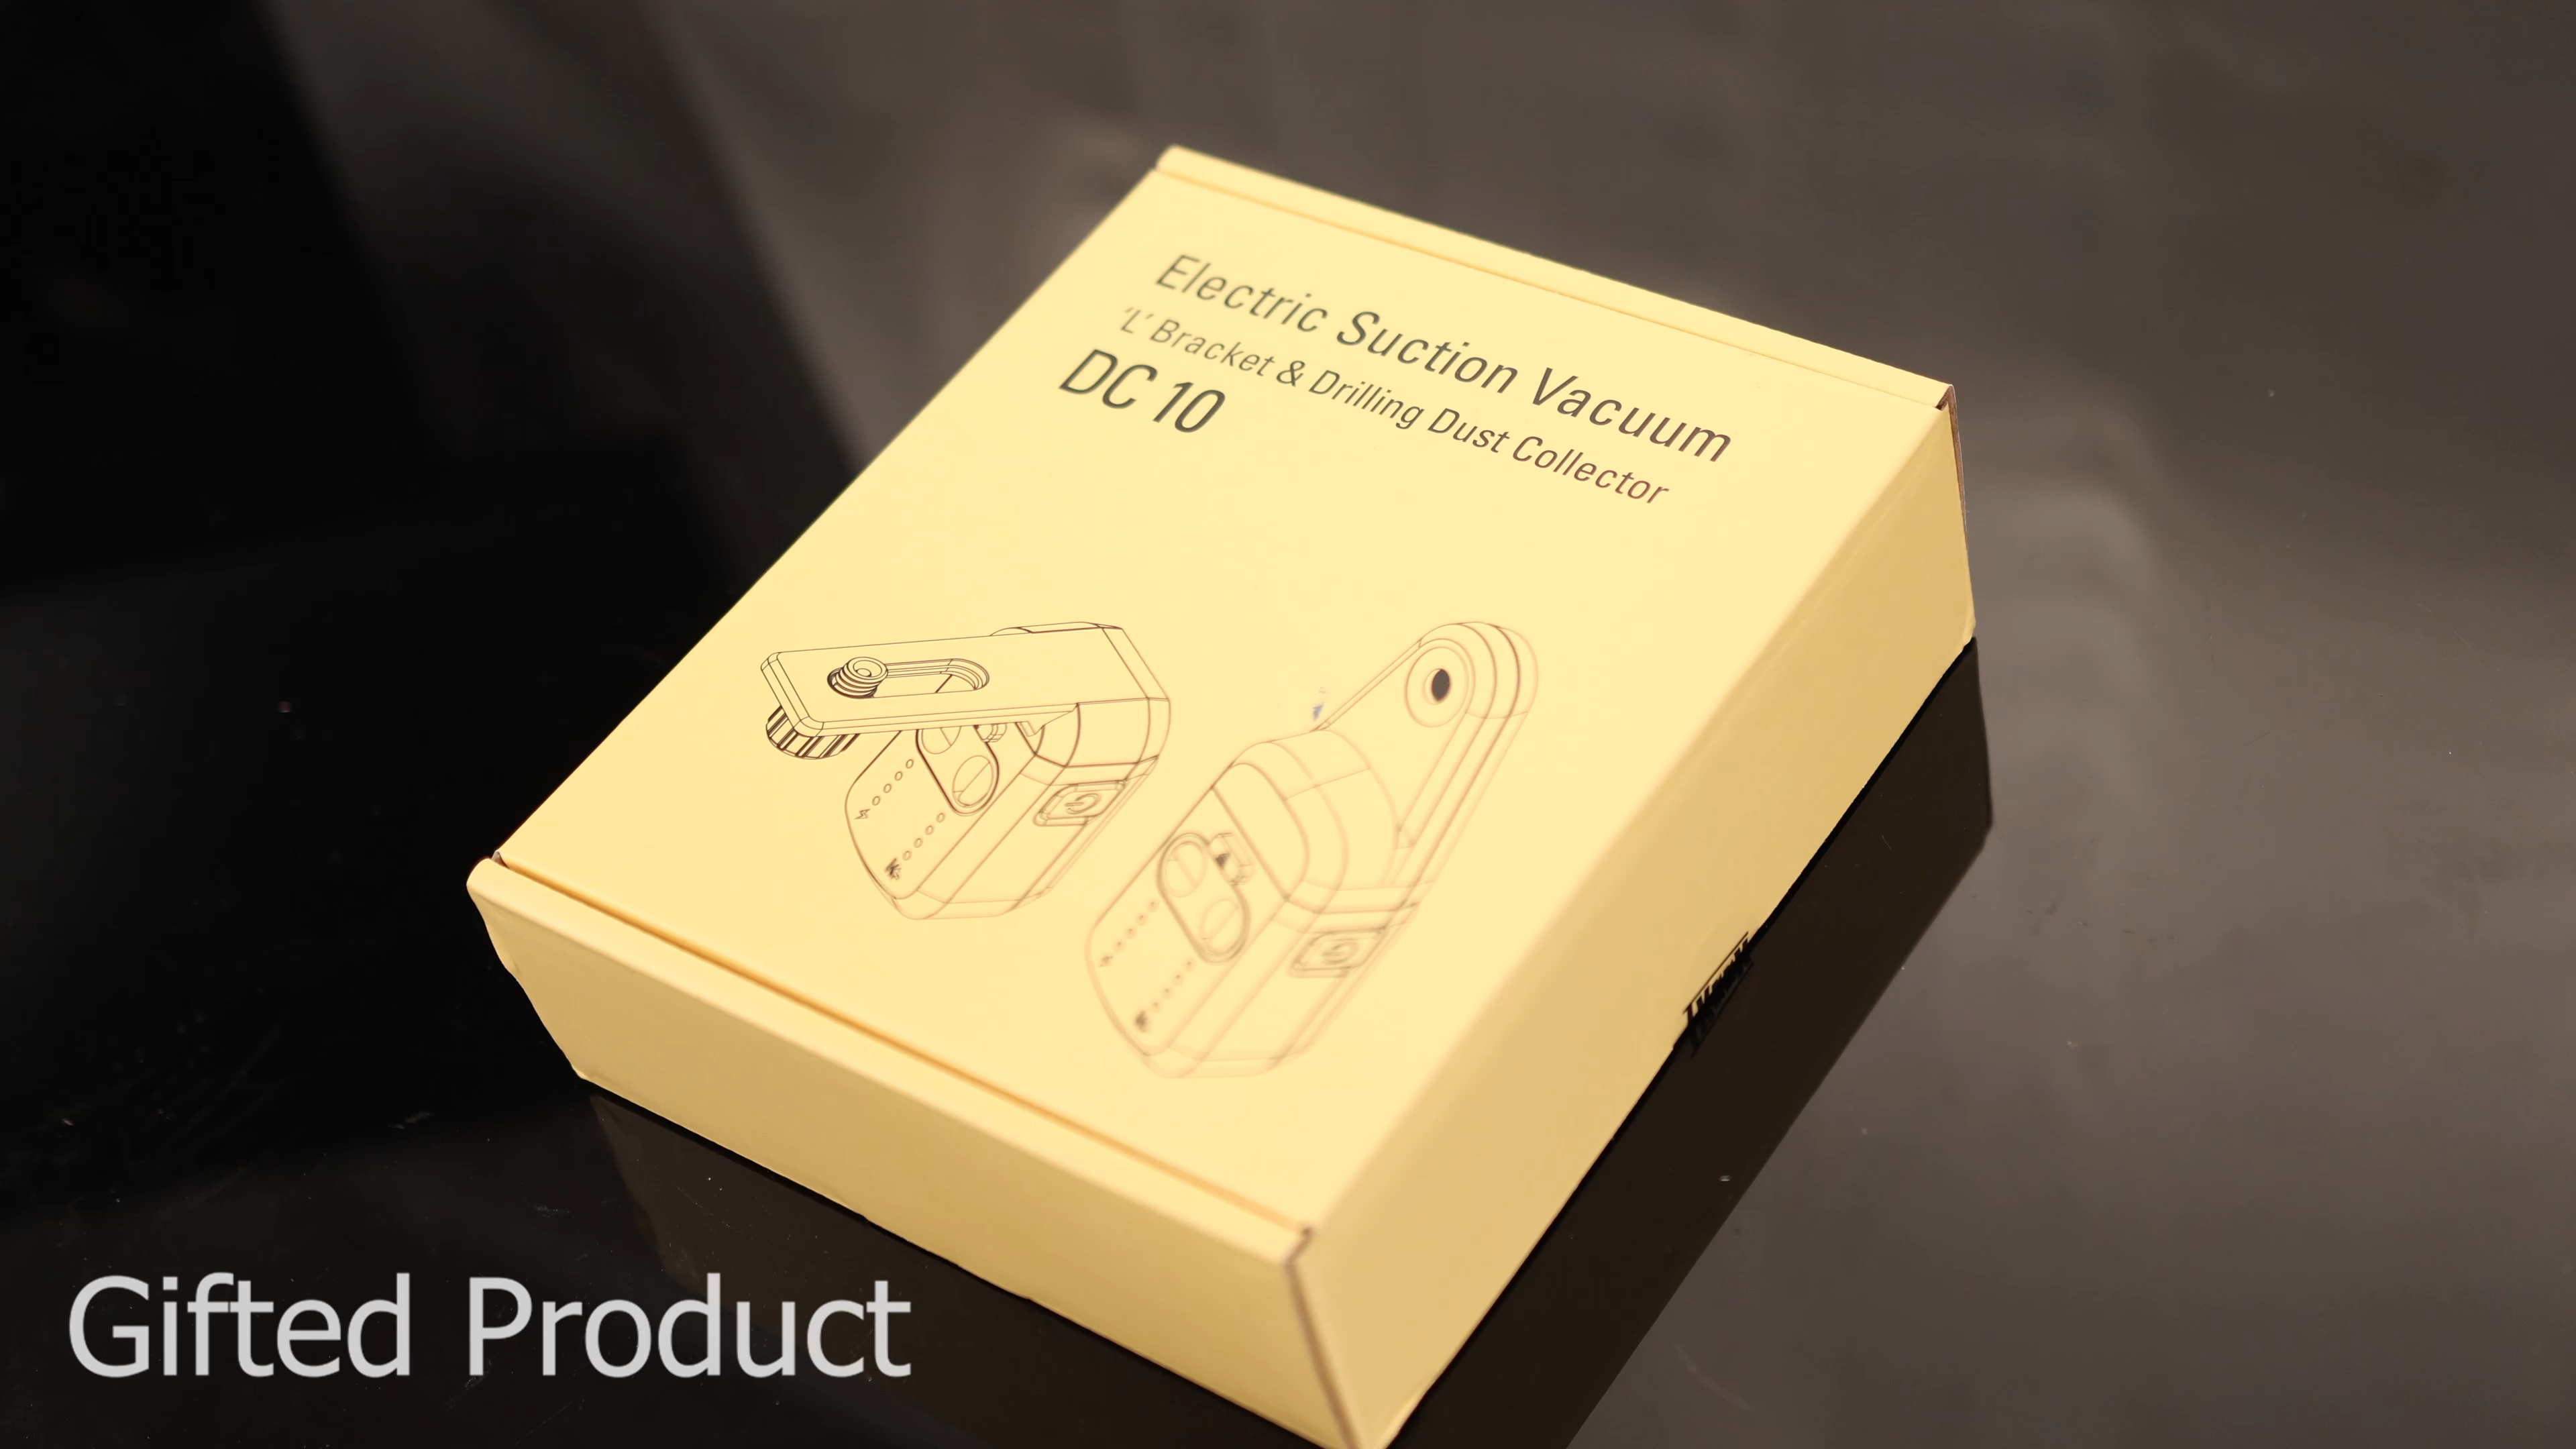 Electric Suction Vacuum
'L' Bracket & Drilling Dust Collector
DC 10
Gifted Product